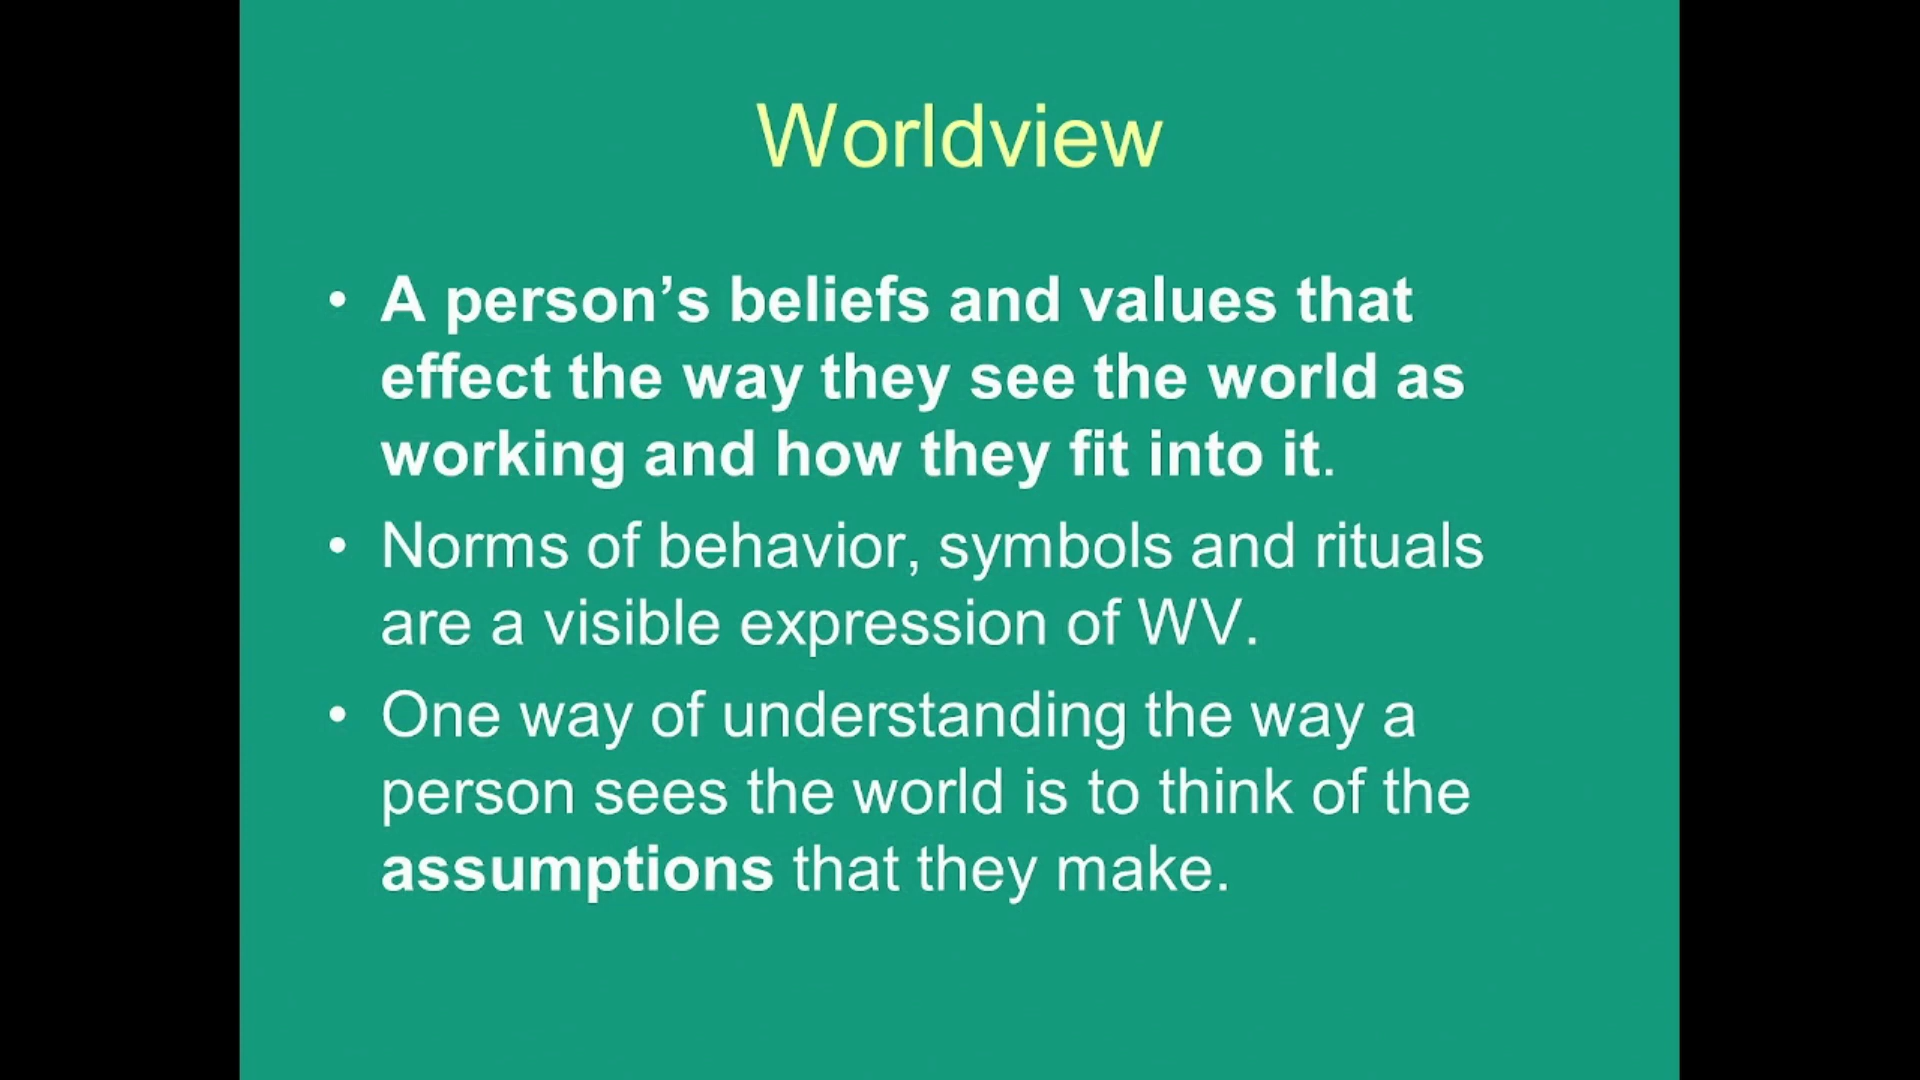 Worldview
• A person’s beliefs and values that
effect the way they see the world as
working and how they fit into it.
• Norms of behavior, symbols and rituals
are a visible expression of WV.
• One way of understanding the way a
person sees the world is to think of the
assumptions that they make.